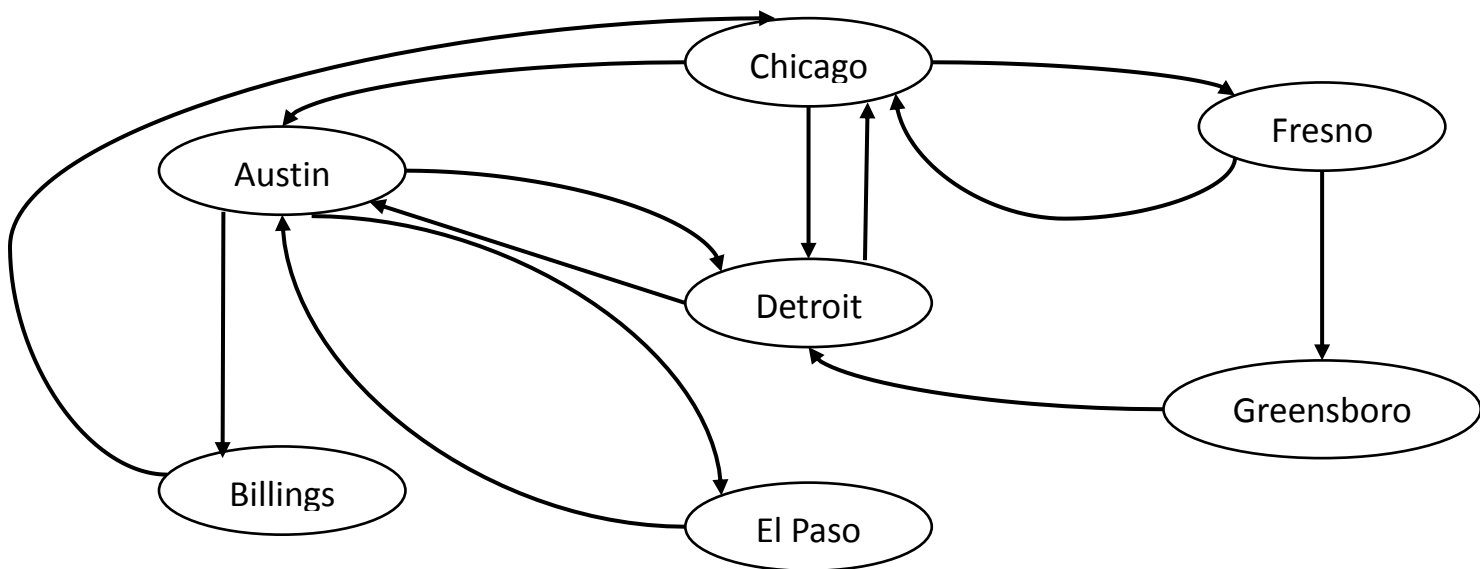 Chicago
Fresno
Austin
Detroit
Greensboro
Billings
El Paso